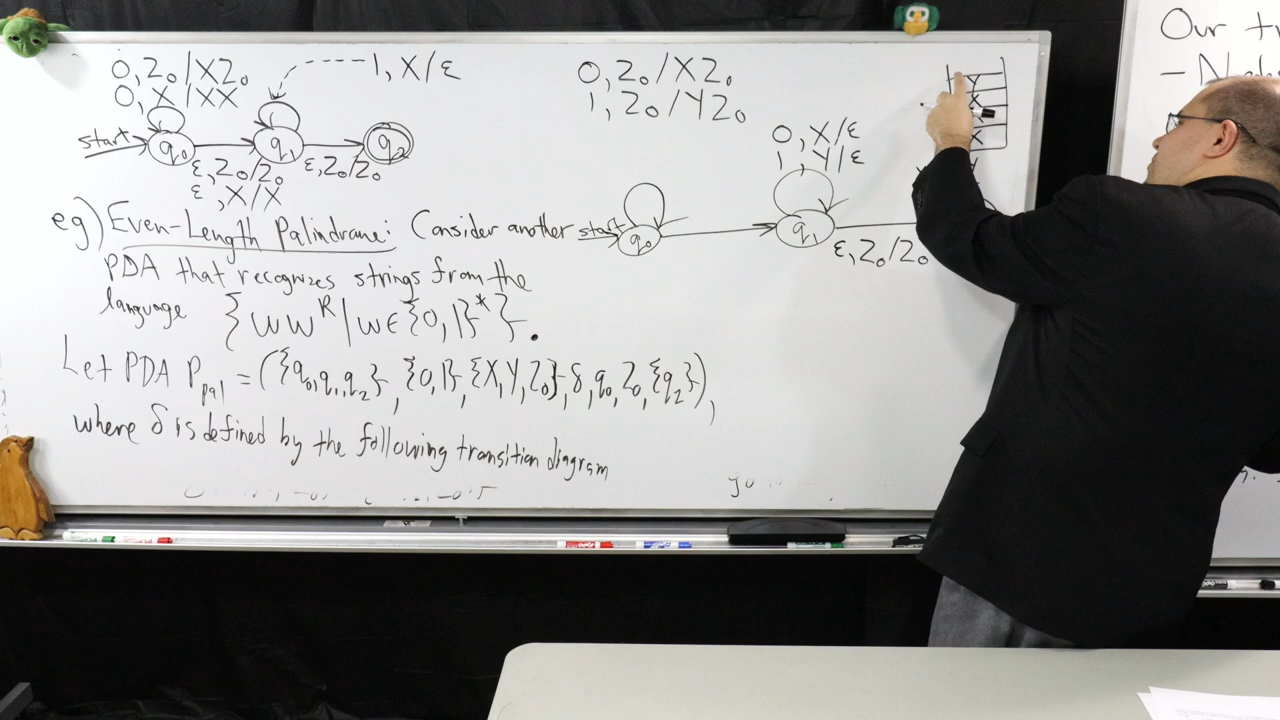 0, Z₀/XZ₀
0, X/XX
1, X/ε
start
q₀
q₁
q₂
ε, Z₀/Z₀
ε, X/X
ε, Z₀/Z₀
eg) Even-Length Palindrome: Consider another
PDA that recognizes strings from the
language {ww^R | w∈{0,1}*}.
Let PDA P_pal = ({q₀,q₁,q₂}, {0,1}, {X,Y,Z₀}, δ, q₀, Z₀, {q₂}),
where δ is defined by the following transition diagram
0, Z₀/XZ₀
1, Z₀/YZ₀
0, X/ε
1, Y/ε
start
q₀
q₁
ε, Z₀/Z₀
X
X
Our